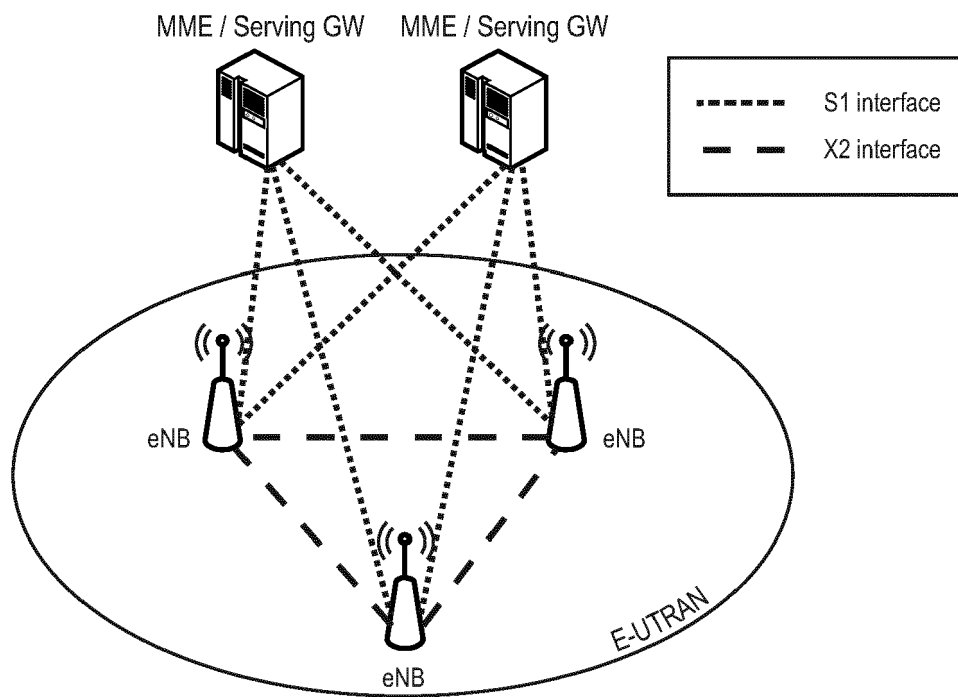 MME / Serving GW
MME / Serving GW
S1 interface
X2 interface
eNB
eNB
eNB
E-UTRAN